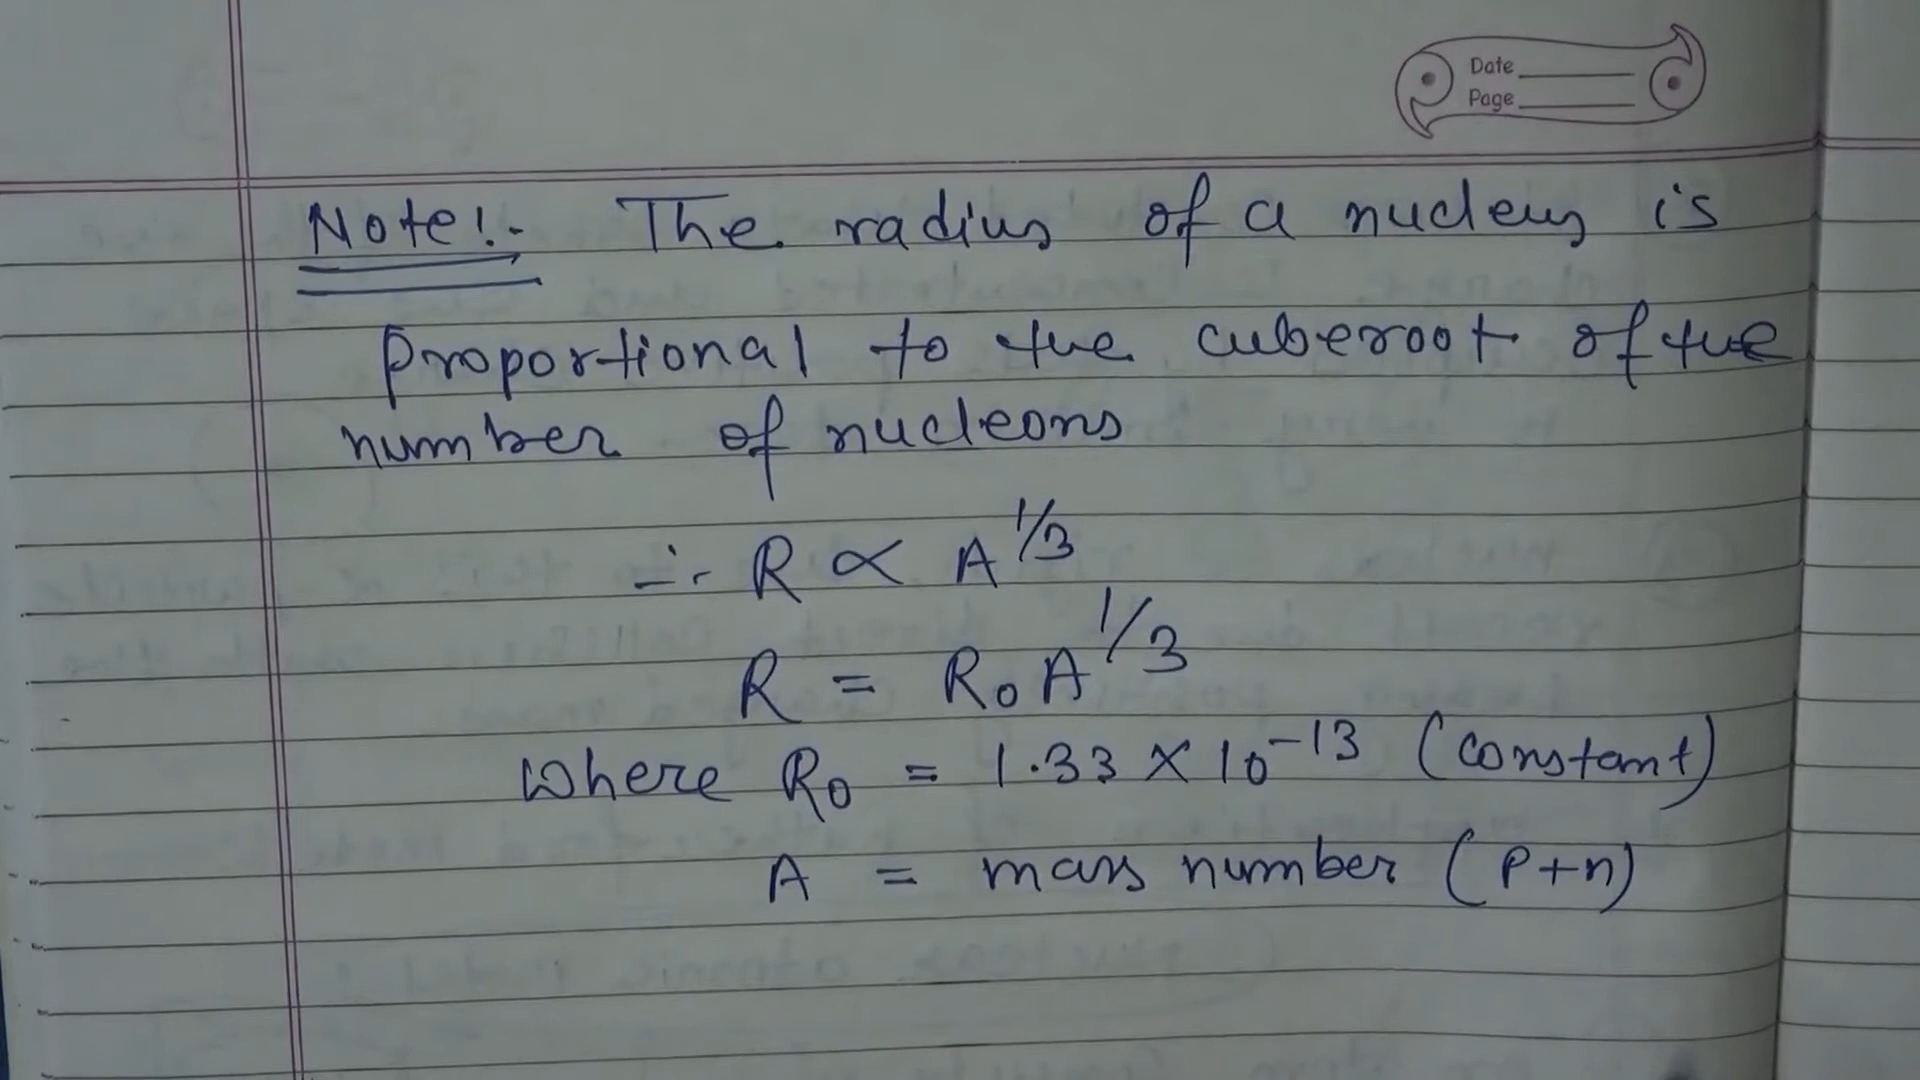 Date
Page
Note:- The radius of a nucleus is
proportional to the cuberoot of the
number of nucleons
∴ R ∝ A^1/3
R = R₀ A^1/3
where R₀ = 1.33 × 10⁻¹³ (constant)
A = mass number (P+n)